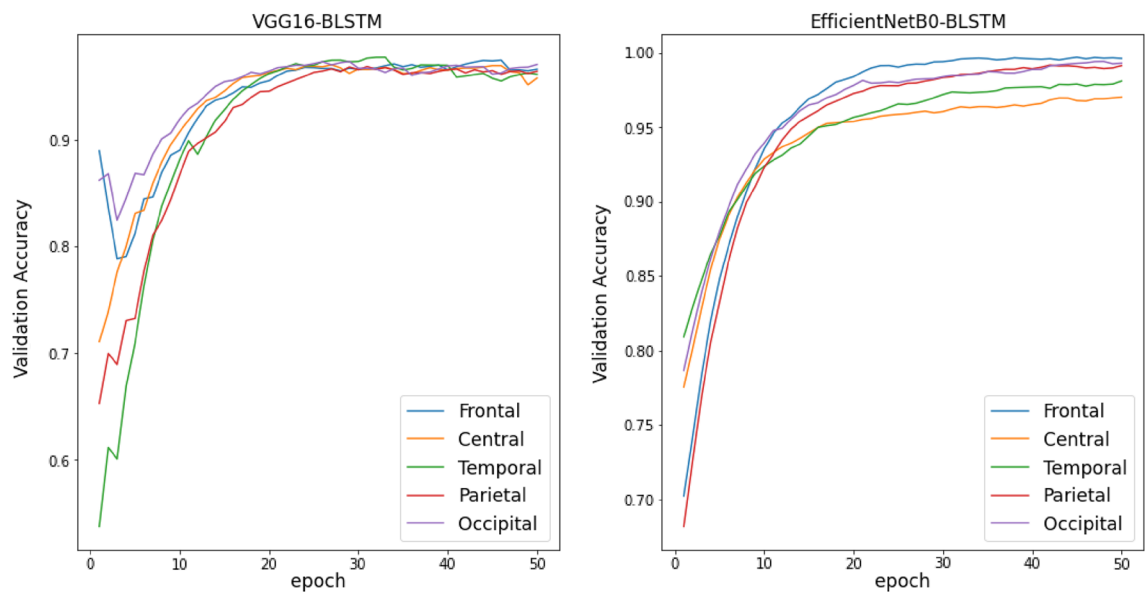 VGG16-BLSTM
Validation Accuracy
0.9
0.8
0.7
0.6
0
10
20
30
40
50
epoch
Frontal
Central
Temporal
Parietal
Occipital
EfficientNetB0-BLSTM
Validation Accuracy
1.00
0.95
0.90
0.85
0.80
0.75
0.70
0
10
20
30
40
50
epoch
Frontal
Central
Temporal
Parietal
Occipital